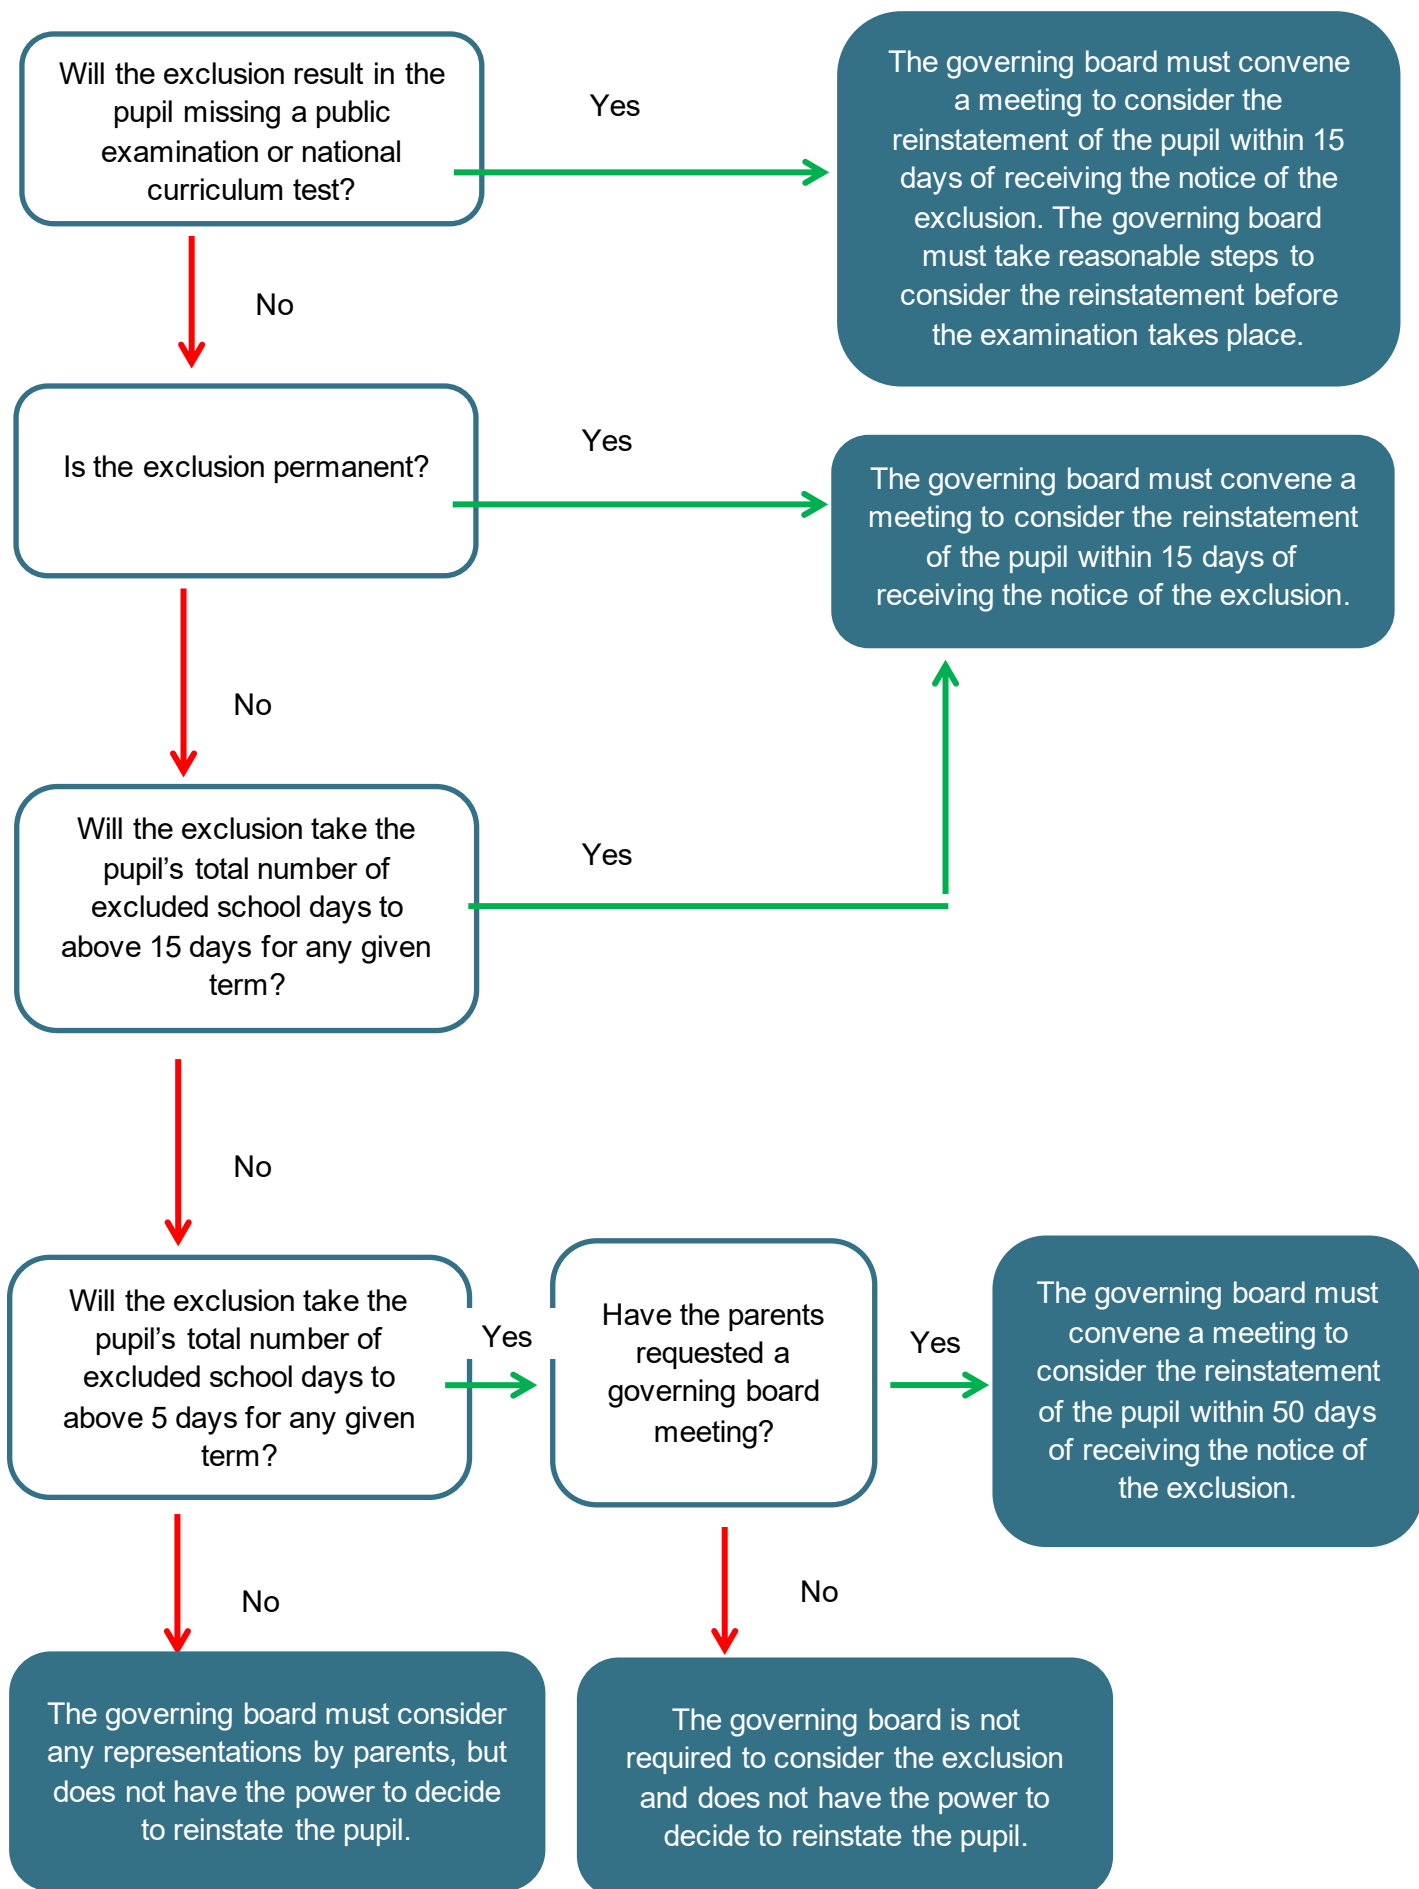 Will the exclusion result in the
pupil missing a public
examination or national
curriculum test?
Yes
The governing board must convene
a meeting to consider the
reinstatement of the pupil within 15
days of receiving the notice of the
exclusion. The governing board
must take reasonable steps to
consider the reinstatement before
the examination takes place.
No
Is the exclusion permanent?
Yes
The governing board must convene a
meeting to consider the reinstatement
of the pupil within 15 days of
receiving the notice of the exclusion.
No
Will the exclusion take the
pupil’s total number of
excluded school days to
above 15 days for any given
term?
Yes
No
Will the exclusion take the
pupil’s total number of
excluded school days to
above 5 days for any given
term?
Yes
Have the parents
requested a
governing board
meeting?
Yes
The governing board must
convene a meeting to
consider the reinstatement
of the pupil within 50 days
of receiving the notice of
the exclusion.
No
No
The governing board must consider
any representations by parents, but
does not have the power to decide
to reinstate the pupil.
The governing board is not
required to consider the exclusion
and does not have the power to
decide to reinstate the pupil.